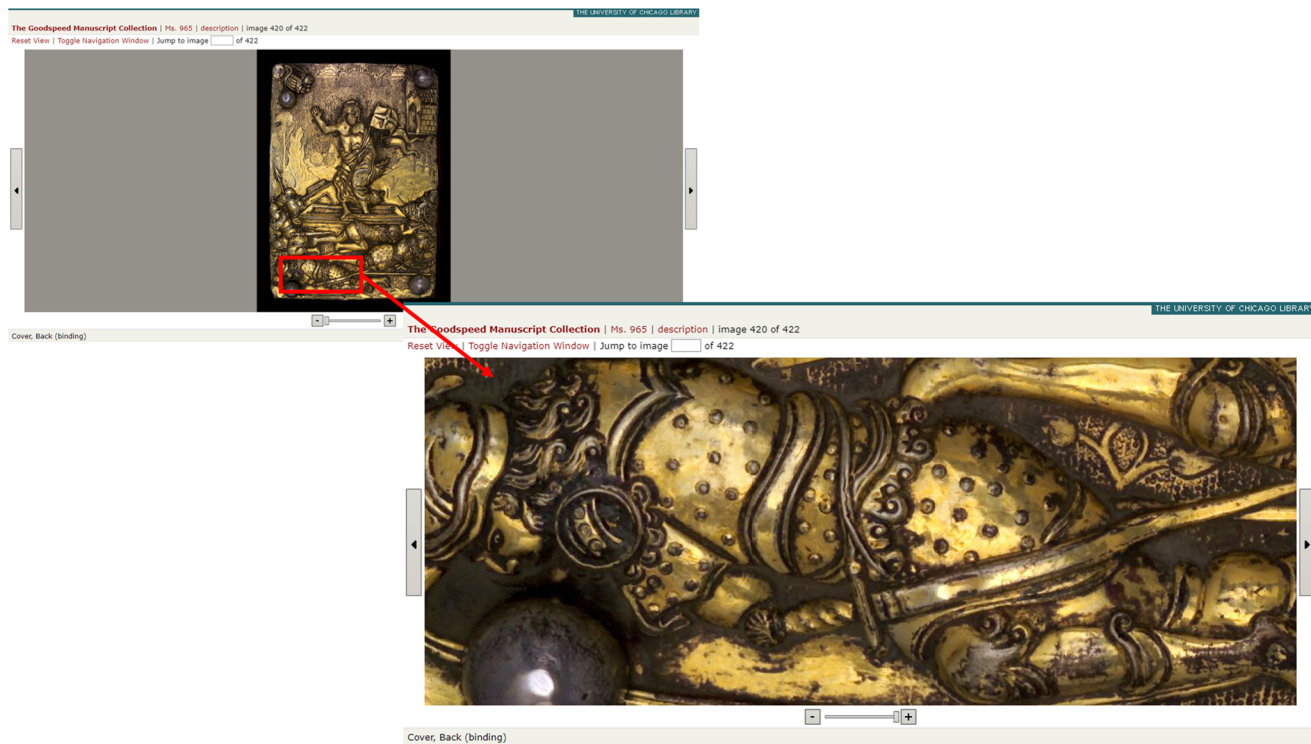 THE UNIVERSITY OF CHICAGO LIBRARY
The Goodspeed Manuscript Collection | Ms. 965 | description | image 420 of 422
Reset View | Toggle Navigation Window | Jump to image of 422
- +
Cover, Back (binding)
THE UNIVERSITY OF CHICAGO LIBRARY
The Goodspeed Manuscript Collection | Ms. 965 | description | image 420 of 422
Reset View | Toggle Navigation Window | Jump to image of 422
- +
Cover, Back (binding)